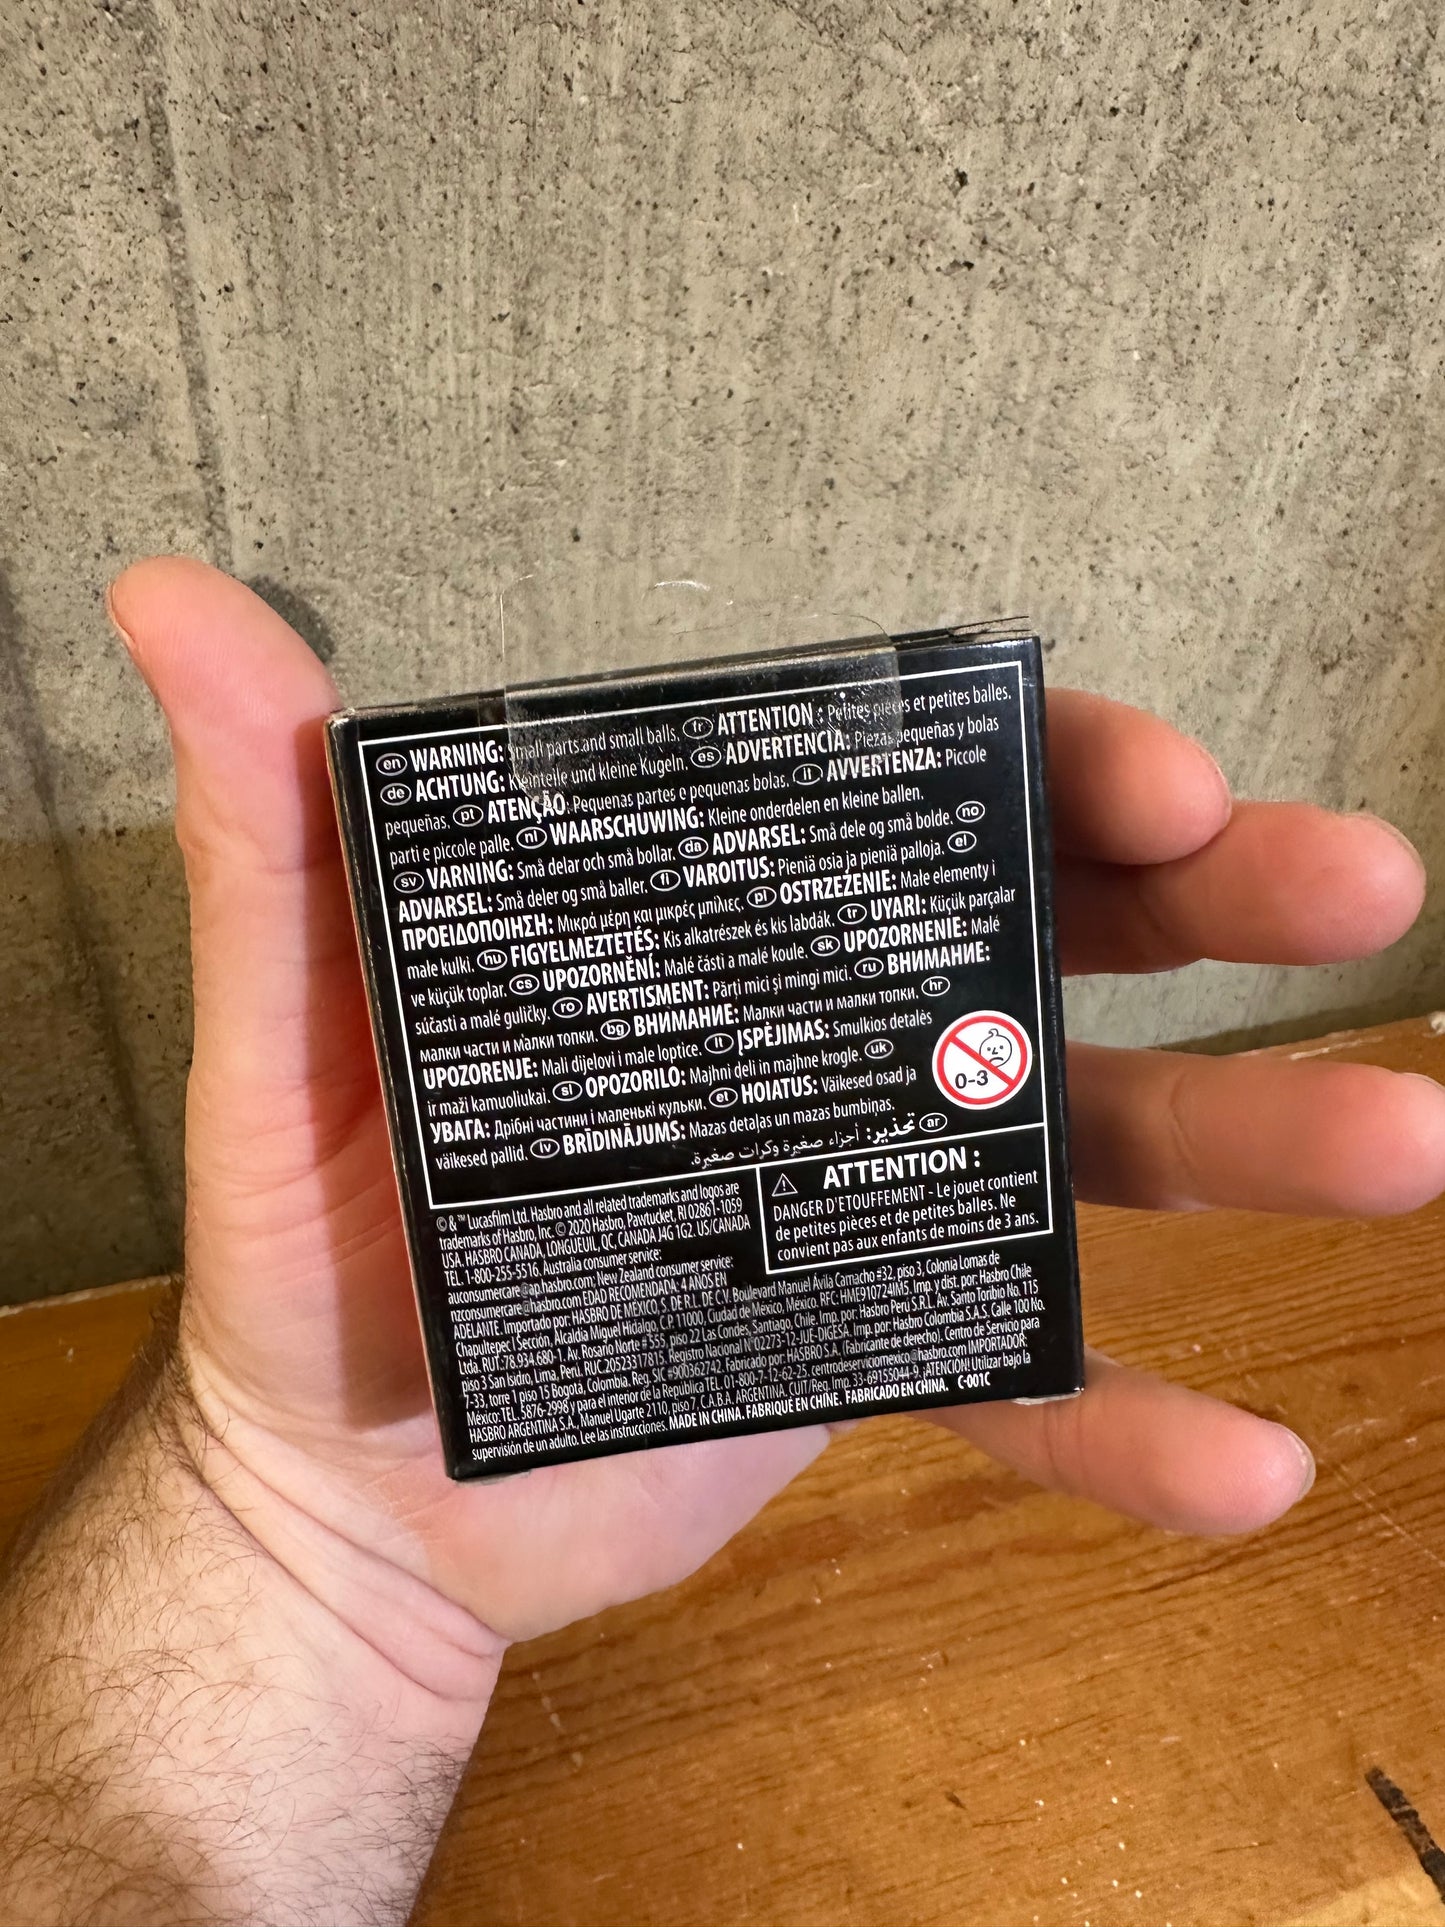 en WARNING: Small parts and small balls. fr ATTENTION : Petites pièces et petites balles.
de ACHTUNG: Kleinteile und kleine Kugeln. es ADVERTENCIA: Piezas pequeñas y bolas
pequeñas. pt ATENÇÃO: Pequenas partes e pequenas bolas. it AVVERTENZA: Piccole
parti e piccole palle. nl WAARSCHUWING: Kleine onderdelen en kleine ballen.
sv VARNING: Små delar och små bollar. da ADVARSEL: Små dele og små bolde. no
ADVARSEL: Små deler og små baller. fi VAROITUS: Pieniä osia ja pieniä palloja. el
ΠΡΟΕΙΔΟΠΟΙΗΣΗ: Μικρά μέρη και μικρές μπίλιες. pl OSTRZEŻENIE: Małe elementy i
małe kulki. hu FIGYELMEZTETÉS: Kis alkatrészek és kis labdák. tr UYARI: Küçük parçalar
ve küçük toplar. cs UPOZORNĚNÍ: Malé části a malé koule. sk UPOZORNENIE: Malé
súčasti a malé guličky. ro AVERTISMENT: Părți mici și mingi mici. ru ВНИМАНИЕ:
малки части и малки топки. bg ВНИМАНИЕ: Малки части и малки топки. hr
UPOZORENJE: Mali dijelovi i male loptice. lt ĮSPĖJIMAS: Smulkios detalės
ir maži kamuoliukai. sl OPOZORILO: Majhni deli in majhne krogle. uk
УВАГА: Дрібні частини і маленькі кульки. et HOIATUS: Väikesed osad ja
väikesed pallid. lv BRĪDINĀJUMS: Mazas detaļas un mazas bumbiņas.
ar تحذير: أجزاء صغيرة وكرات صغيرة.
0-3
ATTENTION :
DANGER D'ÉTOUFFEMENT - Le jouet contient
de petites pièces et de petites balles. Ne
convient pas aux enfants de moins de 3 ans.
© & ™ Lucasfilm Ltd. Hasbro and all related trademarks and logos are
trademarks of Hasbro, Inc. © 2020 Hasbro, Pawtucket, RI 02861-1059
USA. HASBRO CANADA, LONGUEUIL, QC, CANADA J4G 1G2. US/CANADA
TEL. 1-800-255-5516. Australia consumer service:
auconsumercare@ap.hasbro.com; New Zealand consumer service:
nzconsumercare@hasbro.com EDAD RECOMENDADA: 4 AÑOS EN
ADELANTE. Importado por: HASBRO DE MÉXICO, S. DE R.L. DE C.V. Boulevard Manuel Ávila Camacho #32, piso 3, Colonia Lomas de
Chapultepec I Sección, Alcaldía Miguel Hidalgo, C.P. 11000, Ciudad de México, México. RFC: HME910724IM5. Imp. y dist. por: Hasbro Chile
Ltda. RUT.:78.934.680-1. Av. Rosario Norte # 555, piso 22 Las Condes, Santiago, Chile. Imp. por: Hasbro Perú S.R.L. Av. Santo Toribio No. 115
piso 3 San Isidro, Lima, Perú. RUC.20523317815. Registro Nacional N°02273-12-JUE-DIGESA. Imp. por: Hasbro Colombia S.A.S. Calle 100 No.
7-33, torre 1 piso 15 Bogotá, Colombia. Reg. SIC #900362742. Fabricado por: HASBRO S.A. (Fabricante de derecho). Centro de Servicio para
México: TEL. 5876-2998 y para el interior de la Republica TEL. 01-800-7-12-62-25. centrodeserviciomexico@hasbro.com IMPORTADOR:
HASBRO ARGENTINA S.A., Manuel Ugarte 2110, piso 7, C.A.B.A. ARGENTINA. CUIT/Reg. Imp. 33-69155044-9. ¡ATENCIÓN! Utilizar bajo la
supervisión de un adulto. Lee las instrucciones. MADE IN CHINA. FABRIQUÉ EN CHINE. FABRICADO EN CHINA. C-001C